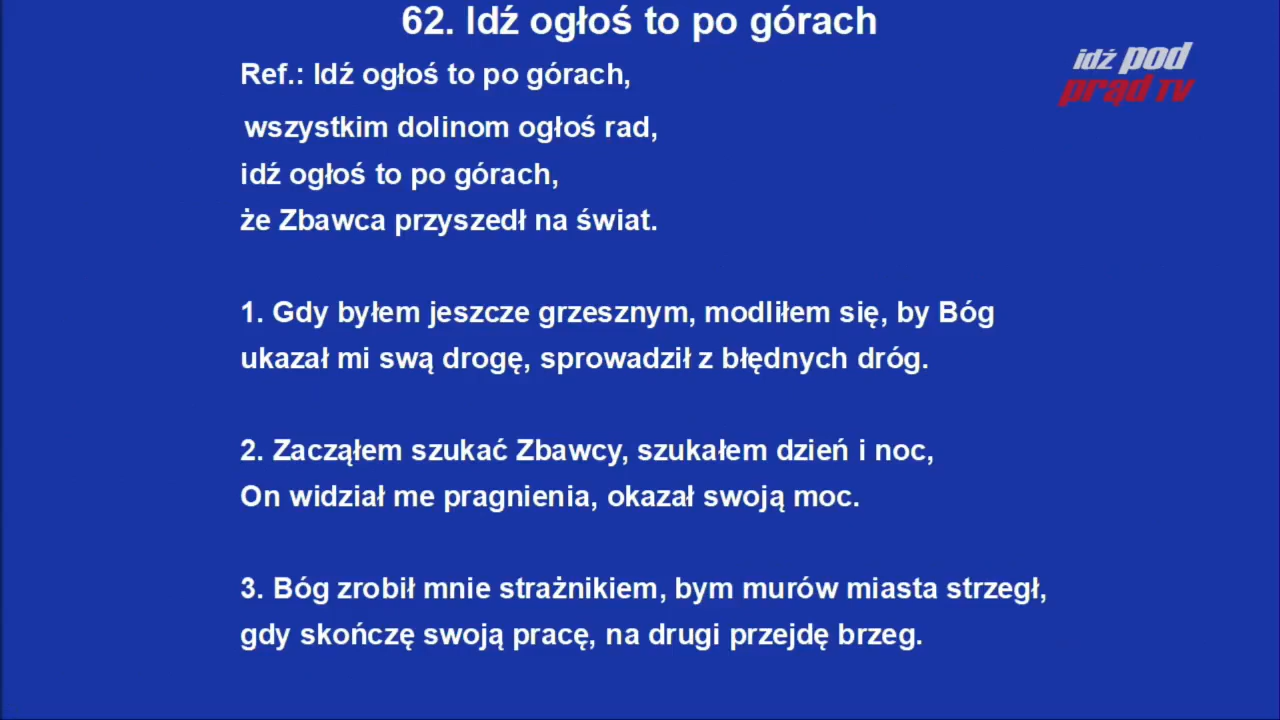 62. Idź ogłoś to po górach
idź pod
prąd TV
Ref.: Idź ogłoś to po górach,
wszystkim dolinom ogłoś rad,
idź ogłoś to po górach,
że Zbawca przyszedł na świat.
1. Gdy byłem jeszcze grzesznym, modliłem się, by Bóg
ukazał mi swą drogę, sprowadził z błędnych dróg.
2. Zacząłem szukać Zbawcy, szukałem dzień i noc,
On widział me pragnienia, okazał swoją moc.
3. Bóg zrobił mnie strażnikiem, bym murów miasta strzegł,
gdy skończę swoją pracę, na drugi przejdę brzeg.